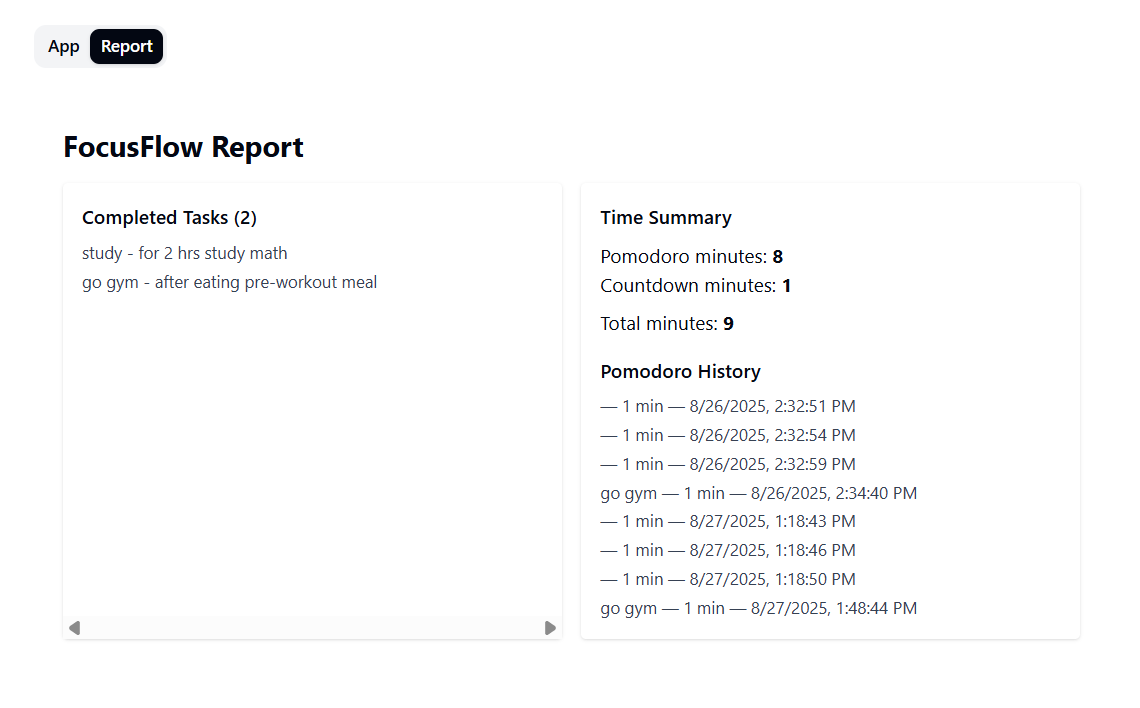 App
Report
FocusFlow Report
Completed Tasks (2)
study - for 2 hrs study math
go gym - after eating pre-workout meal
Time Summary
Pomodoro minutes: 8
Countdown minutes: 1
Total minutes: 9
Pomodoro History
— 1 min — 8/26/2025, 2:32:51 PM
— 1 min — 8/26/2025, 2:32:54 PM
— 1 min — 8/26/2025, 2:32:59 PM
go gym — 1 min — 8/26/2025, 2:34:40 PM
— 1 min — 8/27/2025, 1:18:43 PM
— 1 min — 8/27/2025, 1:18:46 PM
— 1 min — 8/27/2025, 1:18:50 PM
go gym — 1 min — 8/27/2025, 1:48:44 PM